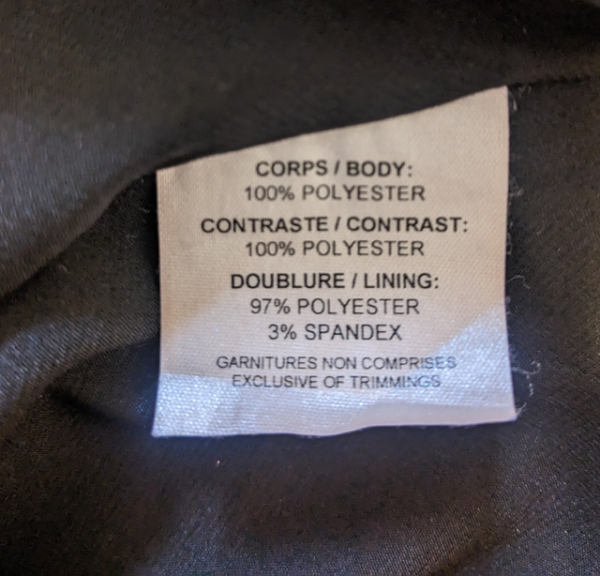 CORPS / BODY:
100% POLYESTER
CONTRASTE / CONTRAST:
100% POLYESTER
DOUBLURE / LINING:
97% POLYESTER
3% SPANDEX
GARNITURES NON COMPRISES
EXCLUSIVE OF TRIMMINGS